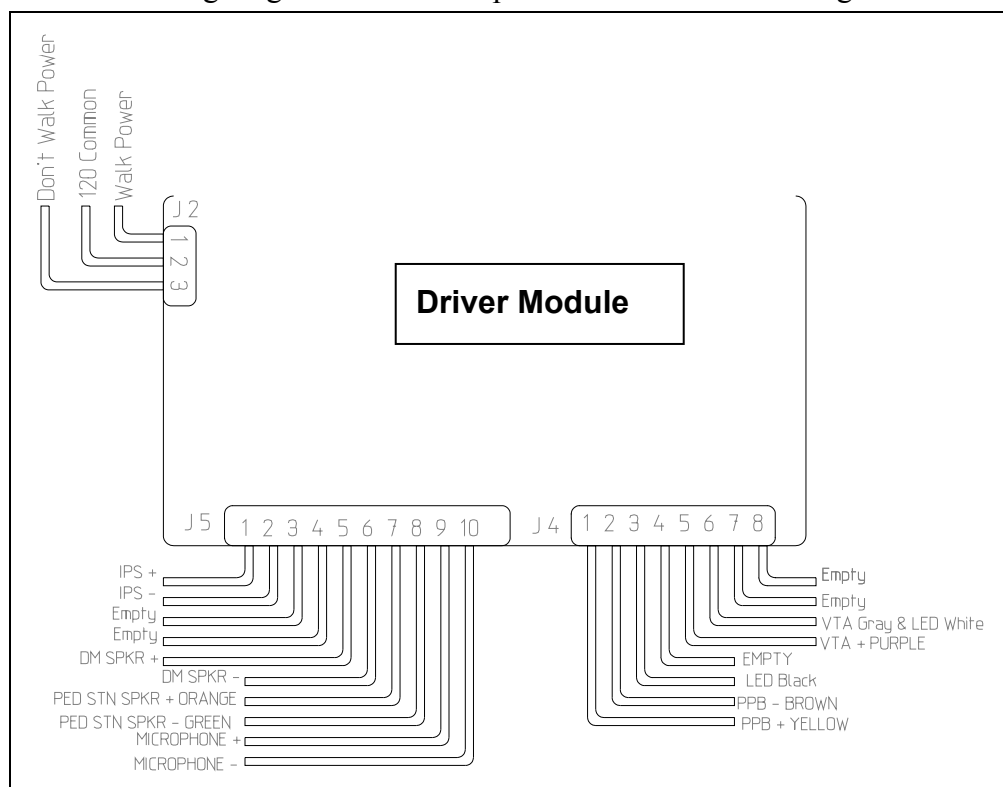 Don't Walk Power
120 Common
Walk Power
J2
1
2
3
Driver Module
J5
1 2 3 4 5 6 7 8 9 10
J4
1 2 3 4 5 6 7 8
IPS +
IPS -
Empty
Empty
DM SPKR +
DM SPKR -
PED STN SPKR + ORANGE
PED STN SPKR - GREEN
MICROPHONE +
MICROPHONE -
Empty
Empty
VTA Gray & LED White
VTA + PURPLE
EMPTY
LED Black
PPB - BROWN
PPB + YELLOW